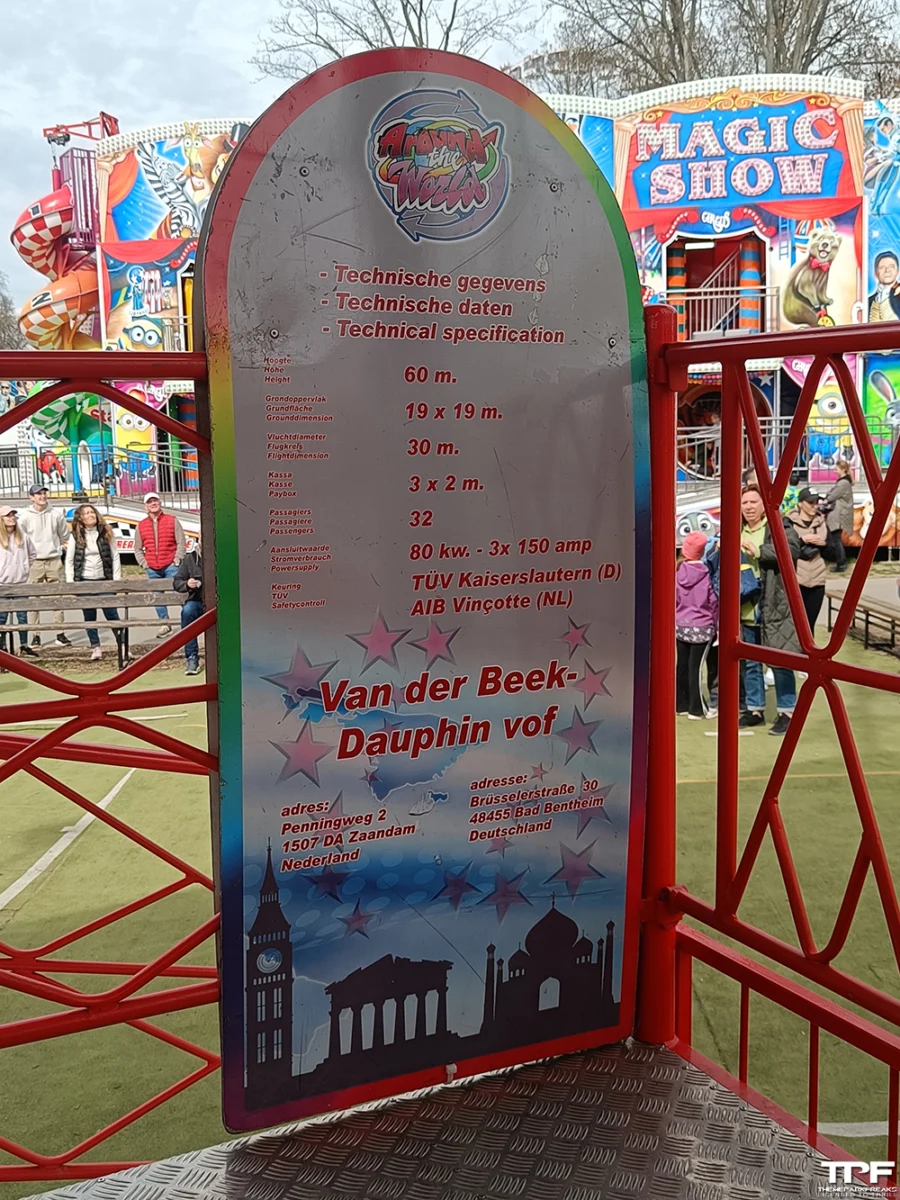 MAGIC
SHOW
CIRCUS
Around
the
World
- Technische gegevens
- Technische daten
- Technical specification
Hoogte
Höhe
Height
60 m.
Grondoppervlak
Grundfläche
Grounddimension
19 x 19 m.
Vluchtdiameter
Flugkreis
Flightdimension
30 m.
Kassa
Kasse
Paybox
3 x 2 m.
Passagiers
Passagiere
Passengers
32
Aansluitwaarde
Stromverbrauch
Powersupply
80 kw. - 3x 150 amp
Keuring
TÜV
Safetycontroll
TÜV Kaiserslautern (D)
AIB Vinçotte (NL)
Van der Beek-
Dauphin vof
adres:
Penningweg 2
1507 DA Zaandam
Nederland
adresse:
Brüsselerstraße 30
48455 Bad Bentheim
Deutschland
TPF
THEMEPARKFREAKS